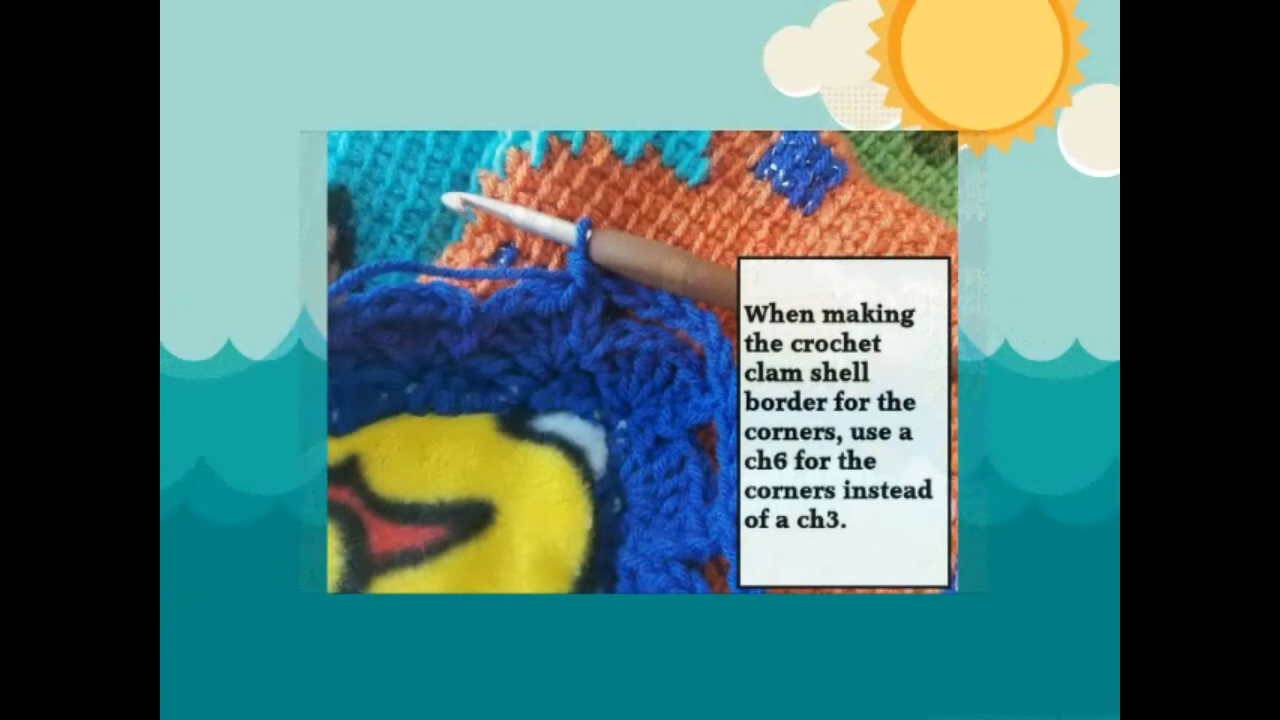 When making
the crochet
clam shell
border for the
corners, use a
ch6 for the
corners instead
of a ch3.